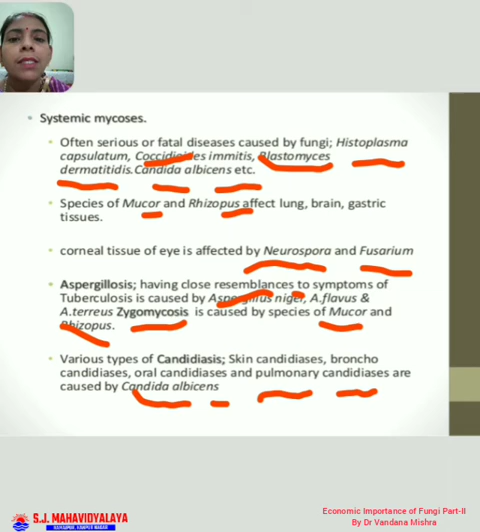 Systemic mycoses.
Often serious or fatal diseases caused by fungi; Histoplasma
capsulatum, Coccidioides immitis, Blastomyces
dermatitidis.Candida albicens etc.
Species of Mucor and Rhizopus affect lung, brain, gastric
tissues.
corneal tissue of eye is affected by Neurospora and Fusarium
Aspergillosis; having close resemblances to symptoms of
Tuberculosis is caused by Aspergillus niger, A.flavus &
A.terreus Zygomycosis is caused by species of Mucor and
Rhizopus.
Various types of Candidiasis; Skin candidiases, broncho
candidiases, oral candidiases and pulmonary candidiases are
caused by Candida albicens
S.J. MAHAVIDYALAYA
Economic Importance of Fungi Part-II
By Dr Vandana Mishra